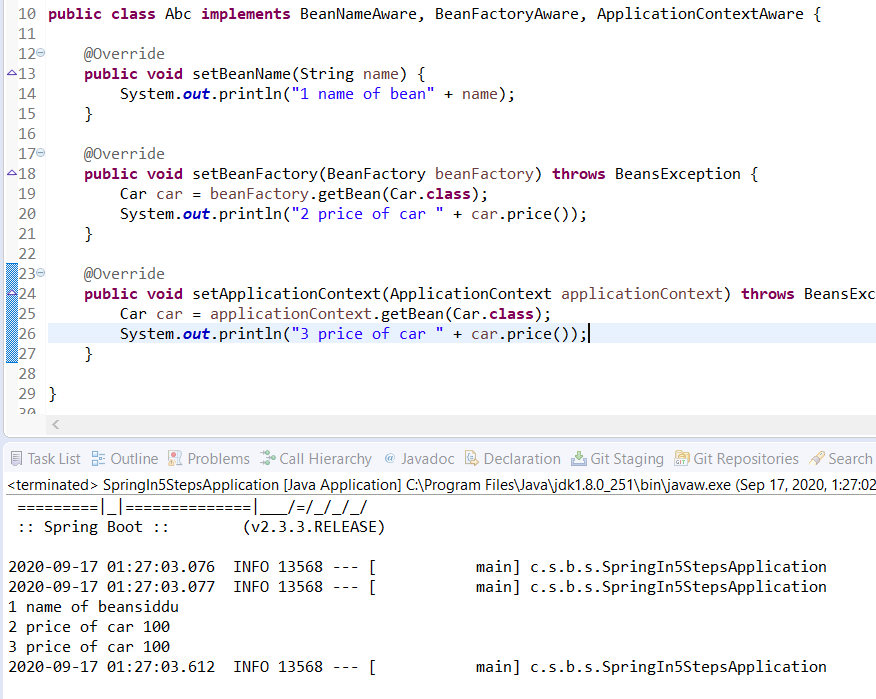 10 public class Abc implements BeanNameAware, BeanFactoryAware, ApplicationContextAware {
11
12 @Override
13 public void setBeanName(String name) {
14 System.out.println("1 name of bean" + name);
15 }
16
17 @Override
18 public void setBeanFactory(BeanFactory beanFactory) throws BeansException {
19 Car car = beanFactory.getBean(Car.class);
20 System.out.println("2 price of car " + car.price());
21 }
22
23 @Override
24 public void setApplicationContext(ApplicationContext applicationContext) throws BeansExc
25 Car car = applicationContext.getBean(Car.class);
26 System.out.println("3 price of car " + car.price());
27 }
28
29 }
30
Task List Outline Problems Call Hierarchy @ Javadoc Declaration Git Staging Git Repositories Search
<terminated> SpringIn5StepsApplication [Java Application] C:\Program Files\Java\jdk1.8.0_251\bin\javaw.exe (Sep 17, 2020, 1:27:02
=========|_|==============|___/=/_/_/_/
:: Spring Boot :: (v2.3.3.RELEASE)
2020-09-17 01:27:03.076 INFO 13568 --- [ main] c.s.b.s.SpringIn5StepsApplication
2020-09-17 01:27:03.077 INFO 13568 --- [ main] c.s.b.s.SpringIn5StepsApplication
1 name of beansiddu
2 price of car 100
3 price of car 100
2020-09-17 01:27:03.612 INFO 13568 --- [ main] c.s.b.s.SpringIn5StepsApplication